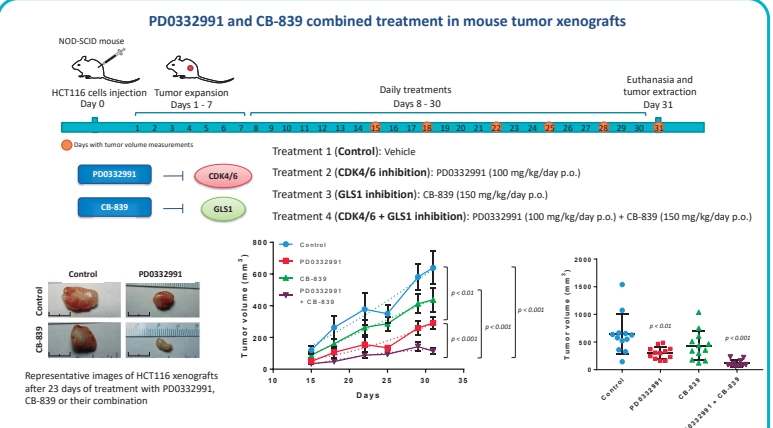 PD0332991 and CB-839 combined treatment in mouse tumor xenografts
NOD-SCID mouse
HCT116 cells injection
Day 0
Tumor expansion
Days 1 - 7
Daily treatments
Days 8 - 30
Euthanasia and
tumor extraction
Day 31
1 2 3 4 5 6 7 8 9 10 11 12 13 14 15 16 17 18 19 20 21 22 23 24 25 26 27 28 29 30 31
Days with tumor volume measurements
PD0332991
CDK4/6
CB-839
GLS1
Treatment 1 (Control): Vehicle
Treatment 2 (CDK4/6 inhibition): PD0332991 (100 mg/kg/day p.o.)
Treatment 3 (GLS1 inhibition): CB-839 (150 mg/kg/day p.o.)
Treatment 4 (CDK4/6 + GLS1 inhibition): PD0332991 (100 mg/kg/day p.o.) + CB-839 (150 mg/kg/day p.o.)
Control PD0332991
Control
CB-839
Representative images of HCT116 xenografts
after 23 days of treatment with PD0332991,
CB-839 or their combination
Tumor volume (mm³)
800
600
400
200
0
10 15 20 25 30 35
Days
Control
PD0332991
CB-839
PD0332991
+ CB-839
p < 0.01
p < 0.001
p < 0.001
p < 0.001
Tumor volume (mm³)
2000
1500
1000
500
0
p < 0.01
p < 0.001
Control
PD0332991
CB-839
PD0332991 + CB-839